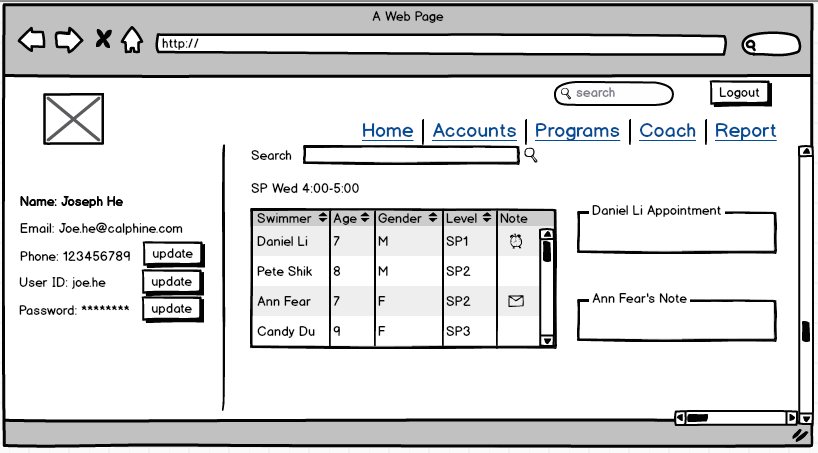 A Web Page
http://
search
Logout
Home Accounts Programs Coach Report
Search
SP Wed 4:00-5:00
Name: Joseph He
Email: Joe.he@calphine.com
Phone: 123456789 update
User ID: joe.he update
Password: ******** update
Swimmer Age Gender Level Note
Daniel Li 7 M SP1
Pete Shik 8 M SP2
Ann Fear 7 F SP2
Candy Du 9 F SP3
Daniel Li Appointment
Ann Fear's Note